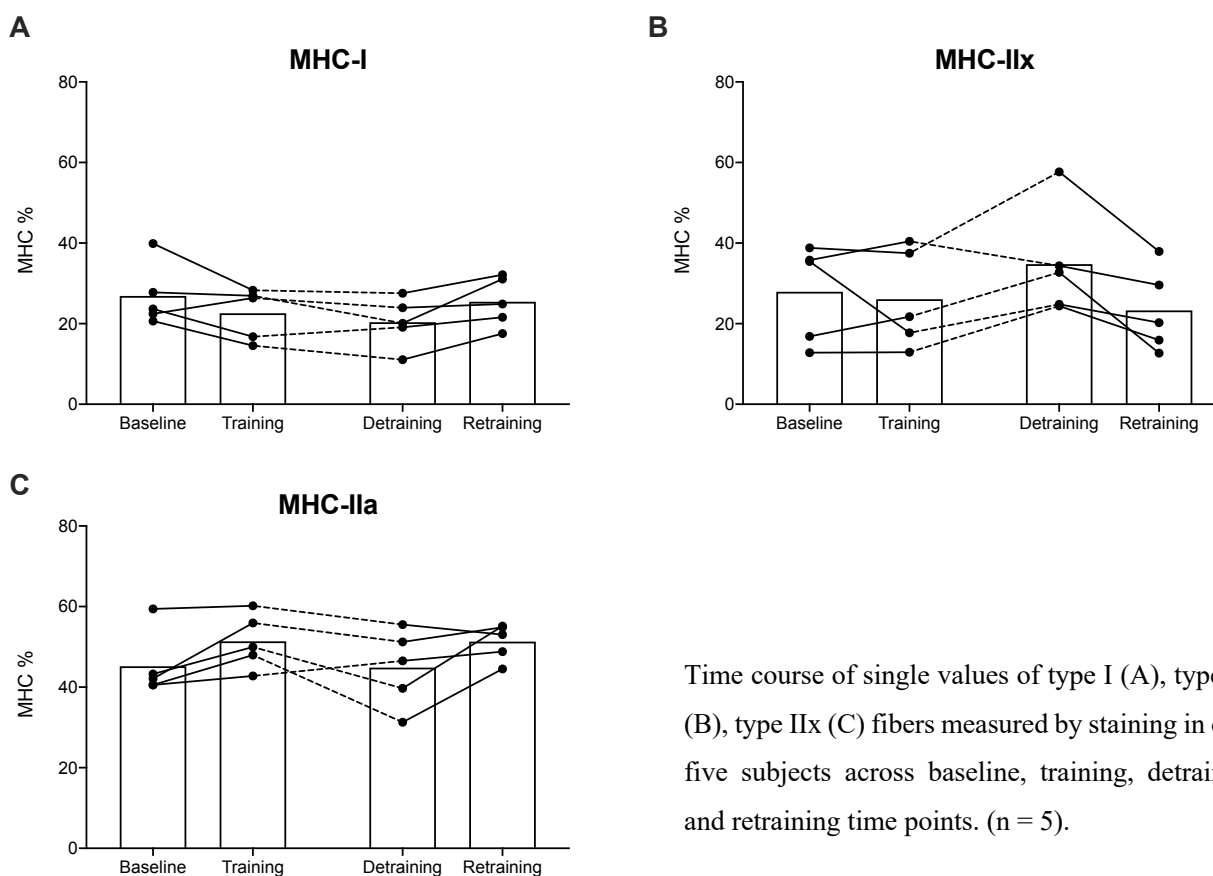 A
MHC-I
MHC %
80
60
40
20
0
Baseline Training Detraining Retraining
B
MHC-IIx
MHC %
80
60
40
20
0
Baseline Training Detraining Retraining
C
MHC-IIa
MHC %
80
60
40
20
0
Baseline Training Detraining Retraining
Time course of single values of type I (A), type
(B), type IIx (C) fibers measured by staining in
five subjects across baseline, training,
and retraining time points. (n = 5).